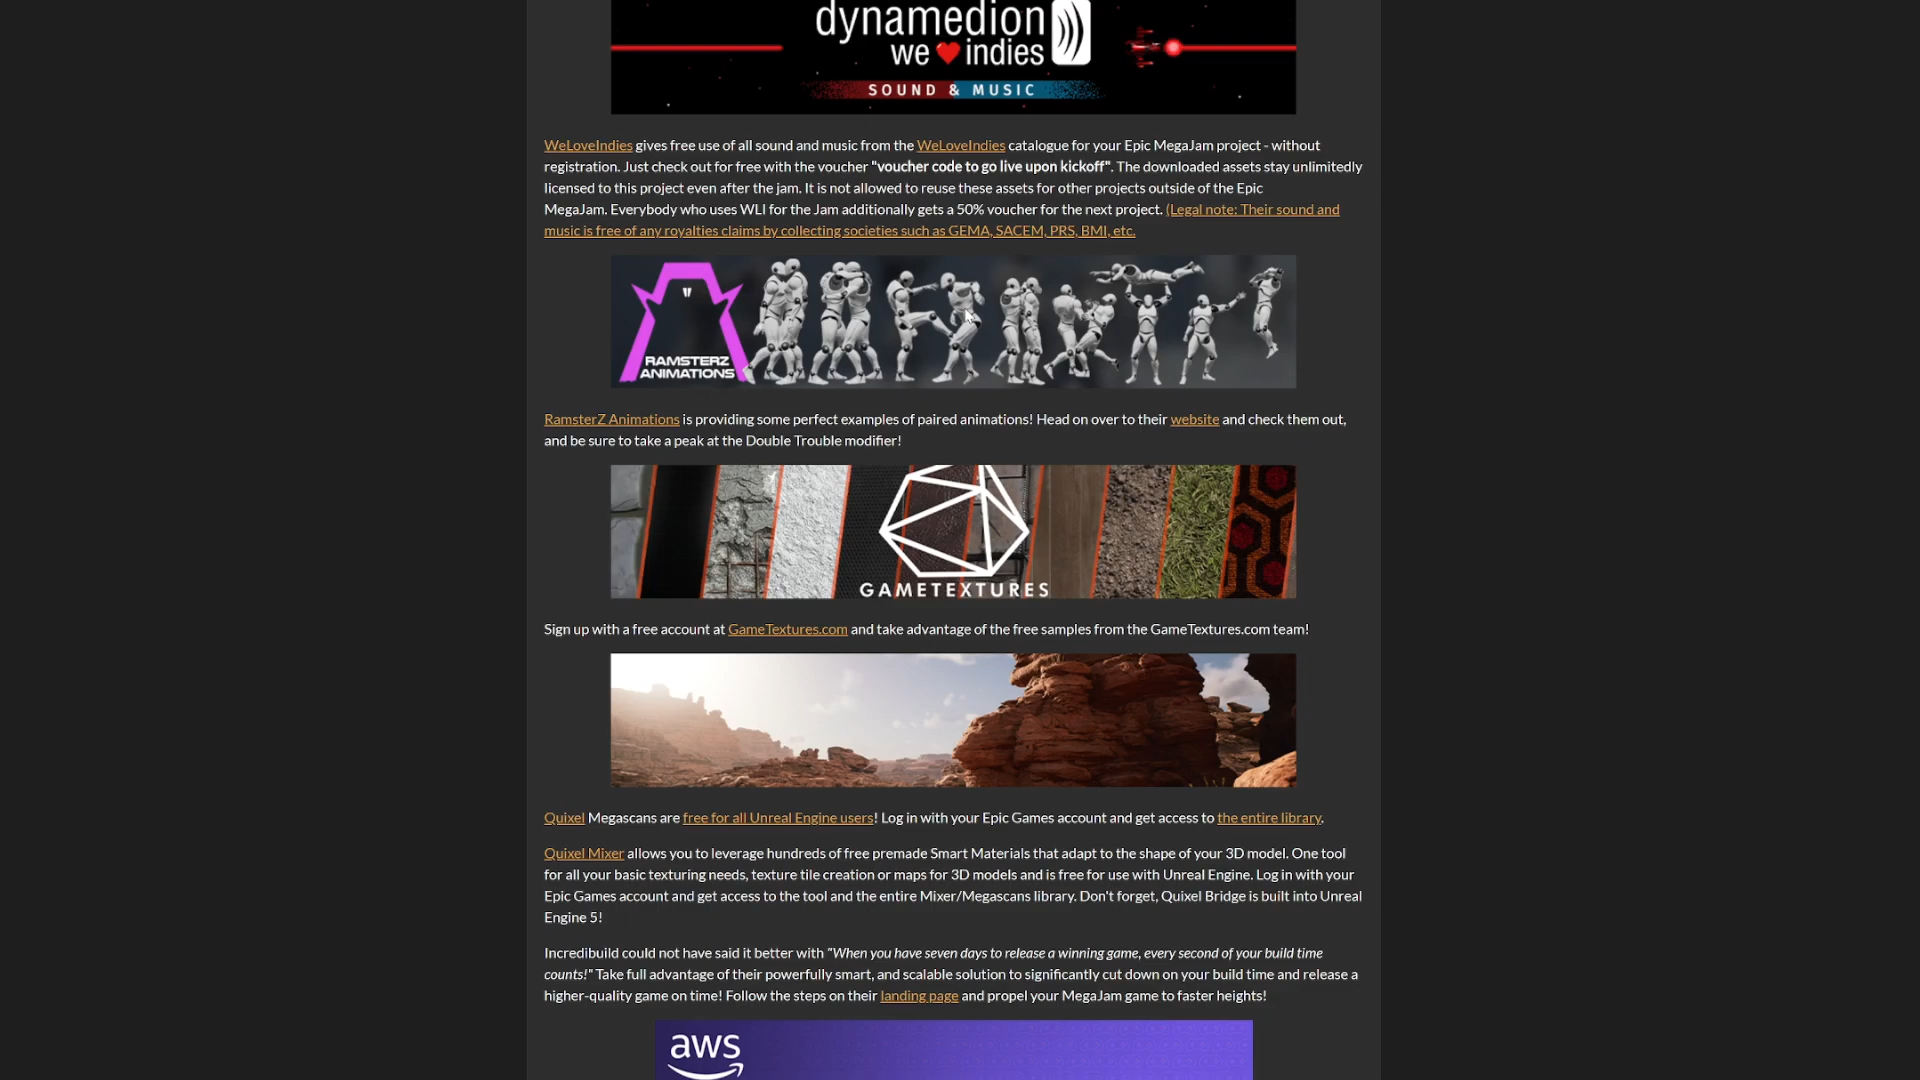 dynamedion
we indies
SOUND & MUSIC
WeLoveIndies gives free use of all sound and music from the WeLoveIndies catalogue for your Epic MegaJam project - without
registration. Just check out for free with the voucher "voucher code to go live upon kickoff". The downloaded assets stay unlimitedly
licensed to this project even after the jam. It is not allowed to reuse these assets for other projects outside of the Epic
MegaJam. Everybody who uses WLI for the Jam additionally gets a 50% voucher for the next project. (Legal note: Their sound and
music is free of any royalties claims by collecting societies such as GEMA, SACEM, PRS, BMI, etc.
RAMSTERZ
ANIMATIONS
RamsterZ Animations is providing some perfect examples of paired animations! Head on over to their website and check them out,
and be sure to take a peak at the Double Trouble modifier!
GAMETEXTURES
Sign up with a free account at GameTextures.com and take advantage of the free samples from the GameTextures.com team!
Quixel Megascans are free for all Unreal Engine users! Log in with your Epic Games account and get access to the entire library.
Quixel Mixer allows you to leverage hundreds of free premade Smart Materials that adapt to the shape of your 3D model. One tool
for all your basic texturing needs, texture tile creation or maps for 3D models and is free for use with Unreal Engine. Log in with your
Epic Games account and get access to the tool and the entire Mixer/Megascans library. Don't forget, Quixel Bridge is built into Unreal
Engine 5!
Incredibuild could not have said it better with "When you have seven days to release a winning game, every second of your build time
counts!" Take full advantage of their powerfully smart, and scalable solution to significantly cut down on your build time and release a
higher-quality game on time! Follow the steps on their landing page and propel your MegaJam game to faster heights!
aws